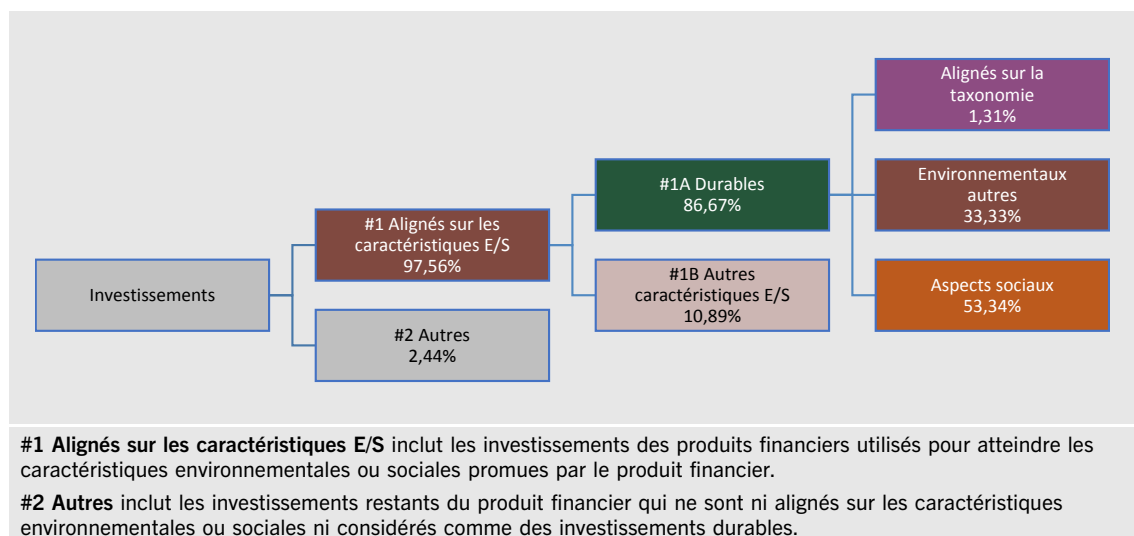 Investissements
#1 Alignés sur les
caractéristiques E/S
97,56%
#2 Autres
2,44%
#1A Durables
86,67%
#1B Autres
caractéristiques E/S
10,89%
Alignés sur la
taxonomie
1,31%
Environnementaux
autres
33,33%
Aspects sociaux
53,34%
#1 Alignés sur les caractéristiques E/S inclut les investissements des produits financiers utilisés pour atteindre les
caractéristiques environnementales ou sociales promues par le produit financier.
#2 Autres inclut les investissements restants du produit financier qui ne sont ni alignés sur les caractéristiques
environnementales ou sociales ni considérés comme des investissements durables.